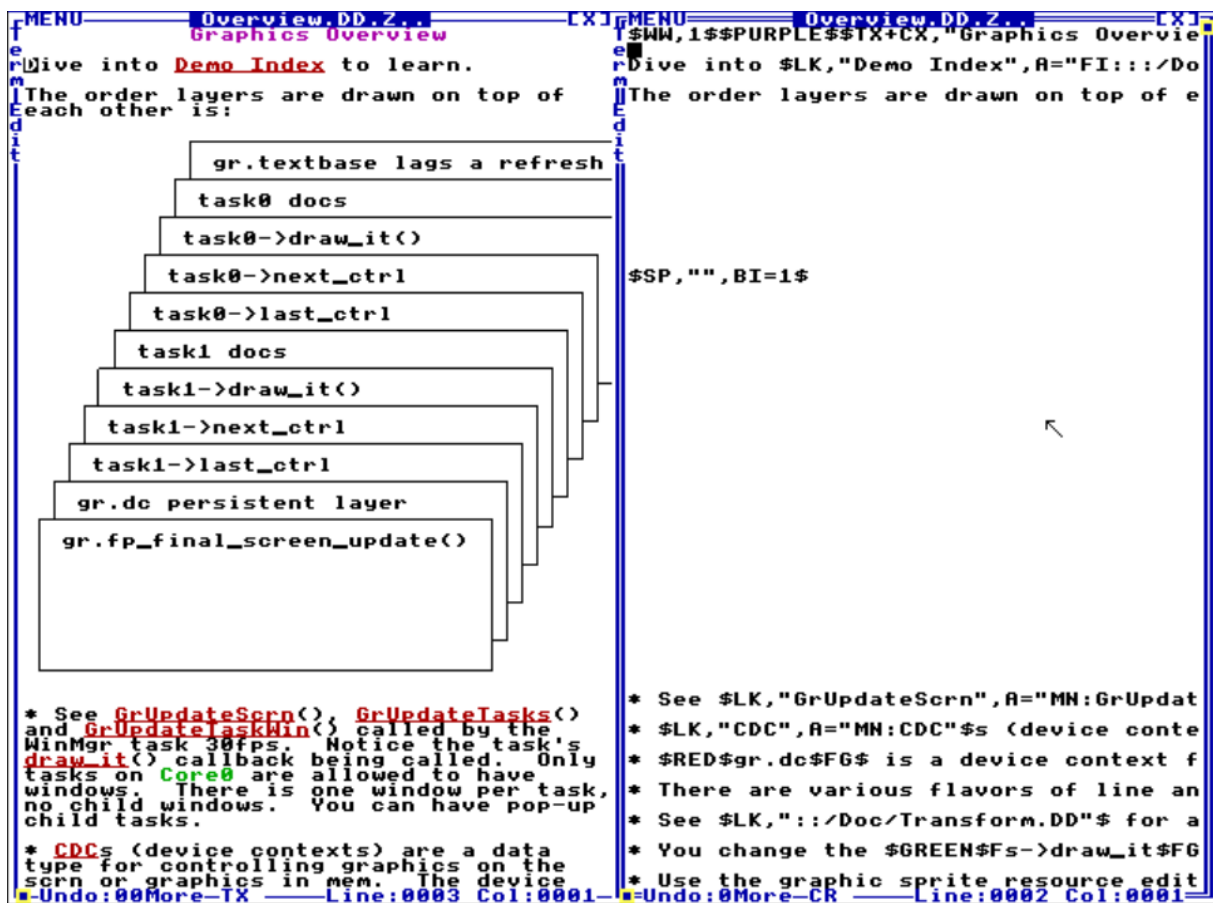 MENU Overview.DD.Z.. [X]
TermEdit
Graphics Overview
Dive into Demo Index to learn.
The order layers are drawn on top of
each other is:
gr.textbase lags a refresh
task0 docs
task0->draw_it()
task0->next_ctrl
task0->last_ctrl
task1 docs
task1->draw_it()
task1->next_ctrl
task1->last_ctrl
gr.dc persistent layer
gr.fp_final_screen_update()
* See GrUpdateScrn(), GrUpdateTasks()
and GrUpdateTaskWin() called by the
WinMgr task 30fps.  Notice the task's
draw_it() callback being called.  Only
tasks on Core0 are allowed to have
windows.  There is one window per task,
no child windows.  You can have pop-up
child tasks.
* CDCs (device contexts) are a data
type for controlling graphics on the
scrn or graphics in mem.  The device
Undo:00More-TX Line:0003 Col:0001
MENU Overview.DD.Z.. [X]
TermEdit
$WW,1$$PURPLE$$TX+CX,"Graphics Overvie
Dive into $LK,"Demo Index",A="FI:::/Do
The order layers are drawn on top of e
$SP,"",BI=1$
* See $LK,"GrUpdateScrn",A="MN:GrUpdat
* $LK,"CDC",A="MN:CDC"$s (device conte
* $RED$gr.dc$FG$ is a device context f
* There are various flavors of line an
* See $LK,"::/Doc/Transform.DD"$ for a
* You change the $GREEN$Fs->draw_it$FG
* Use the graphic sprite resource edit
Undo:0More-CR Line:0002 Col:0001